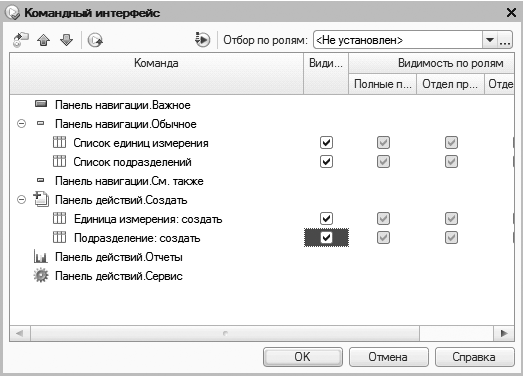 Командный интерфейс
Отбор по ролям: <Не установлен>
Команда Види... Видимость по ролям
Полные п... Отдел пр... Отде
Панель навигации.Важное
Панель навигации.Обычное
Список единиц измерения
Список подразделений
Панель навигации.См. также
Панель действий.Создать
Единица измерения: создать
Подразделение: создать
Панель действий.Отчеты
Панель действий.Сервис
OK Отмена Справка